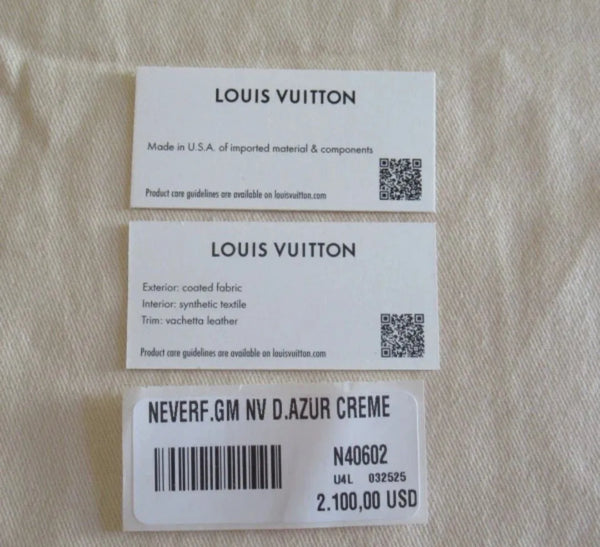 LOUIS VUITTON
Made in U.S.A. of imported material & components
Product care guidelines are available on louisvuitton.com
LOUIS VUITTON
Exterior: coated fabric
Interior: synthetic textile
Trim: vachetta leather
Product care guidelines are available on louisvuitton.com
NEVERF.GM NV D.AZUR CREME
N40602
U4L 032525
2.100,00 USD